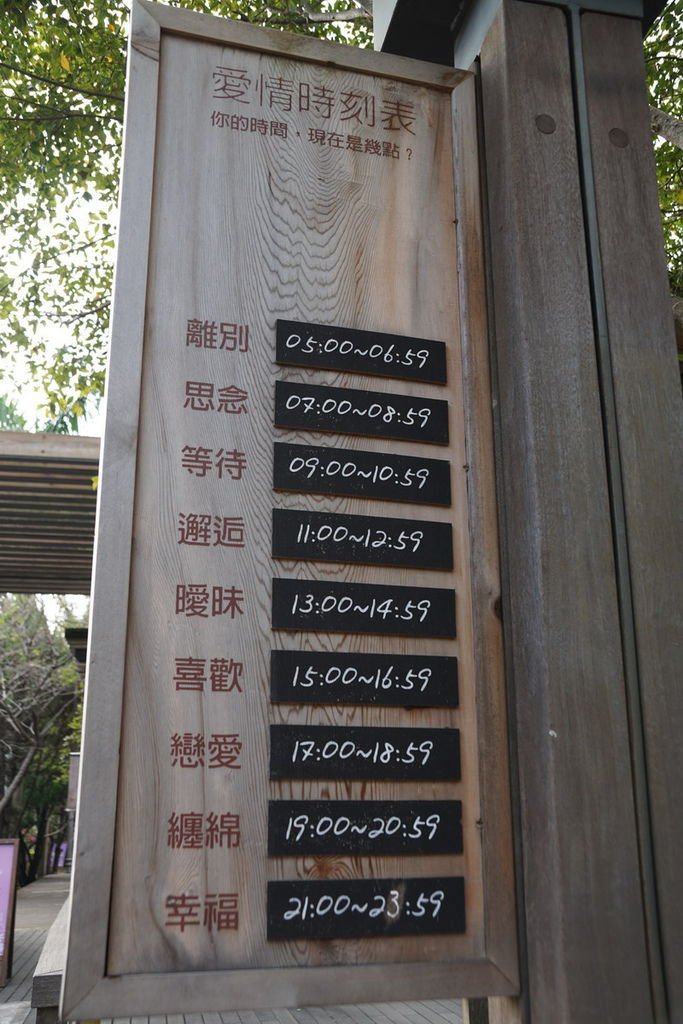 愛情時刻表
你的時間，現在是幾點？
離別 05:00~06:59
思念 07:00~08:59
等待 09:00~10:59
邂逅 11:00~12:59
曖昧 13:00~14:59
喜歡 15:00~16:59
戀愛 17:00~18:59
纏綿 19:00~20:59
幸福 21:00~23:59